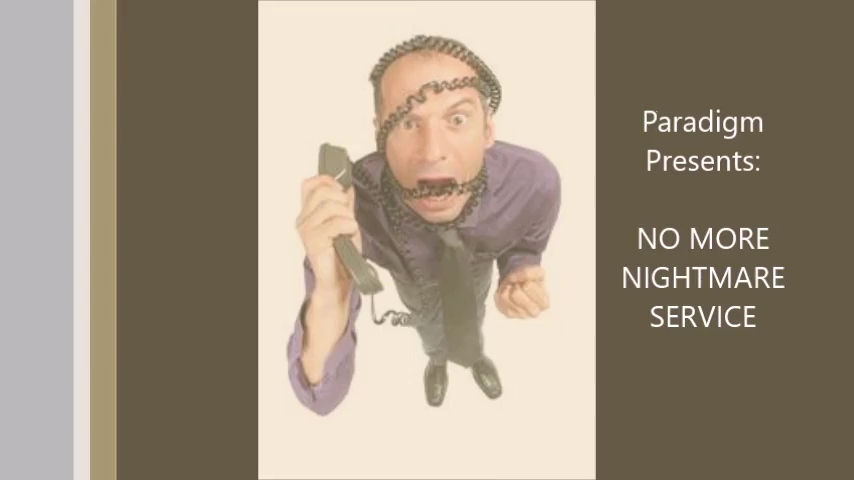 Paradigm
Presents:
NO MORE
NIGHTMARE
SERVICE